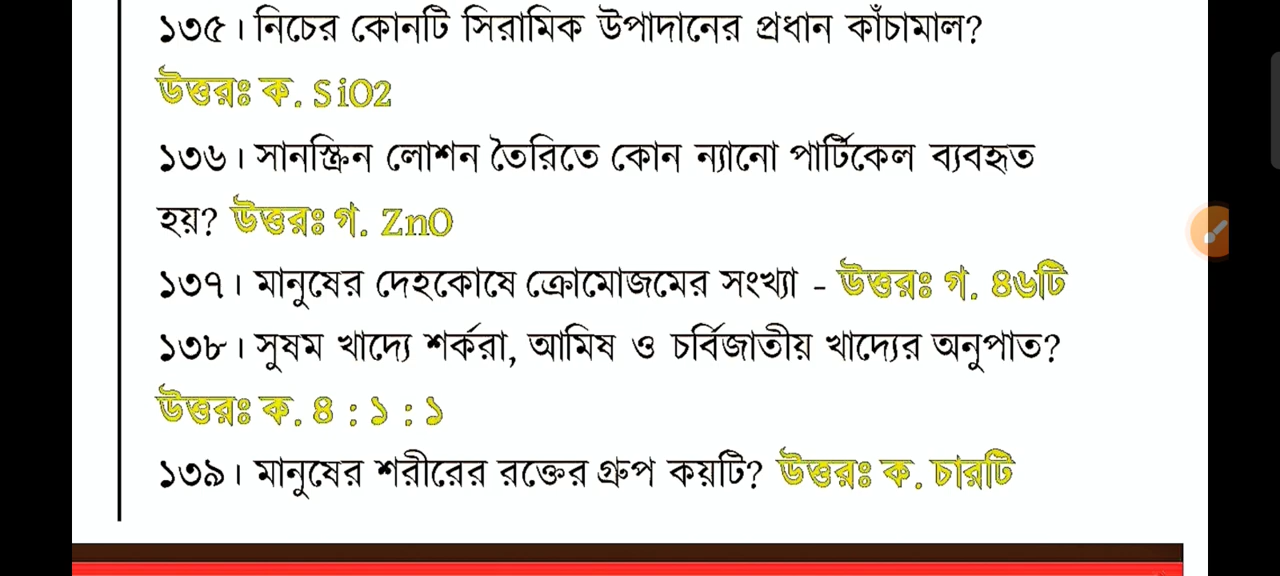 ১৩৫। নিচের কোনটি সিরামিক উপাদানের প্রধান কাঁচামাল?
উত্তরঃ ক. SiO2
১৩৬। সানস্ক্রিন লোশন তৈরিতে কোন ন্যানো পার্টিকেল ব্যবহৃত
হয়? উত্তরঃ গ. ZnO
১৩৭। মানুষের দেহকোষে ক্রোমোজমের সংখ্যা - উত্তরঃ গ. ৪৬টি
১৩৮। সুষম খাদ্যে শর্করা, আমিষ ও চর্বিজাতীয় খাদ্যের অনুপাত?
উত্তরঃ ক. ৪ : ১ : ১
১৩৯। মানুষের শরীরের রক্তের গ্রুপ কয়টি? উত্তরঃ ক. চারটি